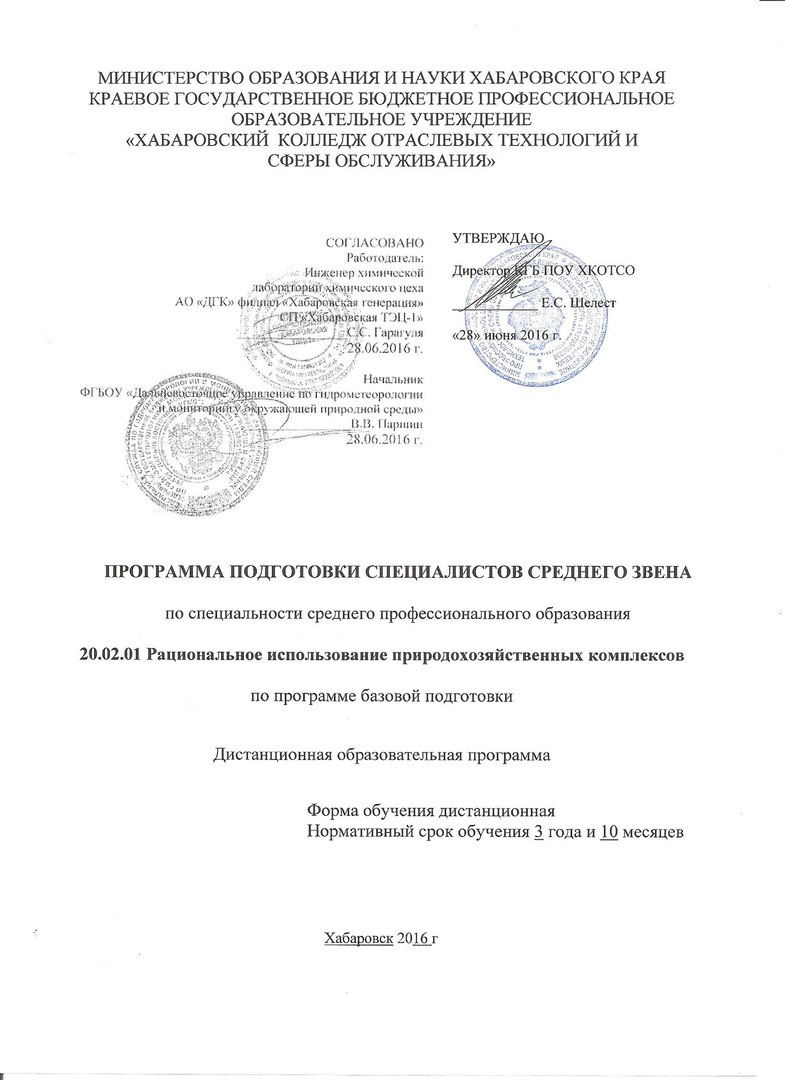 МИНИСТЕРСТВО ОБРАЗОВАНИЯ И НАУКИ ХАБАРОВСКОГО КРАЯ
КРАЕВОЕ ГОСУДАРСТВЕННОЕ БЮДЖЕТНОЕ ПРОФЕССИОНАЛЬНОЕ
ОБРАЗОВАТЕЛЬНОЕ УЧРЕЖДЕНИЕ
«ХАБАРОВСКИЙ КОЛЛЕДЖ ОТРАСЛЕВЫХ ТЕХНОЛОГИЙ И
СФЕРЫ ОБСЛУЖИВАНИЯ»
СОГЛАСОВАНО
Работодатель:
Инженер химической
лаборатории химического цеха
АО «ДГК» филиал «Хабаровская генерация»
СП «Хабаровская ТЭЦ-1»
С.С. Гарагуля
28.06.2016 г.
Начальник
ФГБОУ «Дальневосточное управление по гидрометеорологии
и мониторингу окружающей природной среды»
В.В. Паршин
28.06.2016 г.
УТВЕРЖДАЮ
Директор КГБ ПОУ ХКОТСО
Е.С. Шелест
«28» июня 2016 г.
ПРОГРАММА ПОДГОТОВКИ СПЕЦИАЛИСТОВ СРЕДНЕГО ЗВЕНА
по специальности среднего профессионального образования
20.02.01 Рациональное использование природохозяйственных комплексов
по программе базовой подготовки
Дистанционная образовательная программа
Форма обучения дистанционная
Нормативный срок обучения 3 года и 10 месяцев
Хабаровск 2016 г